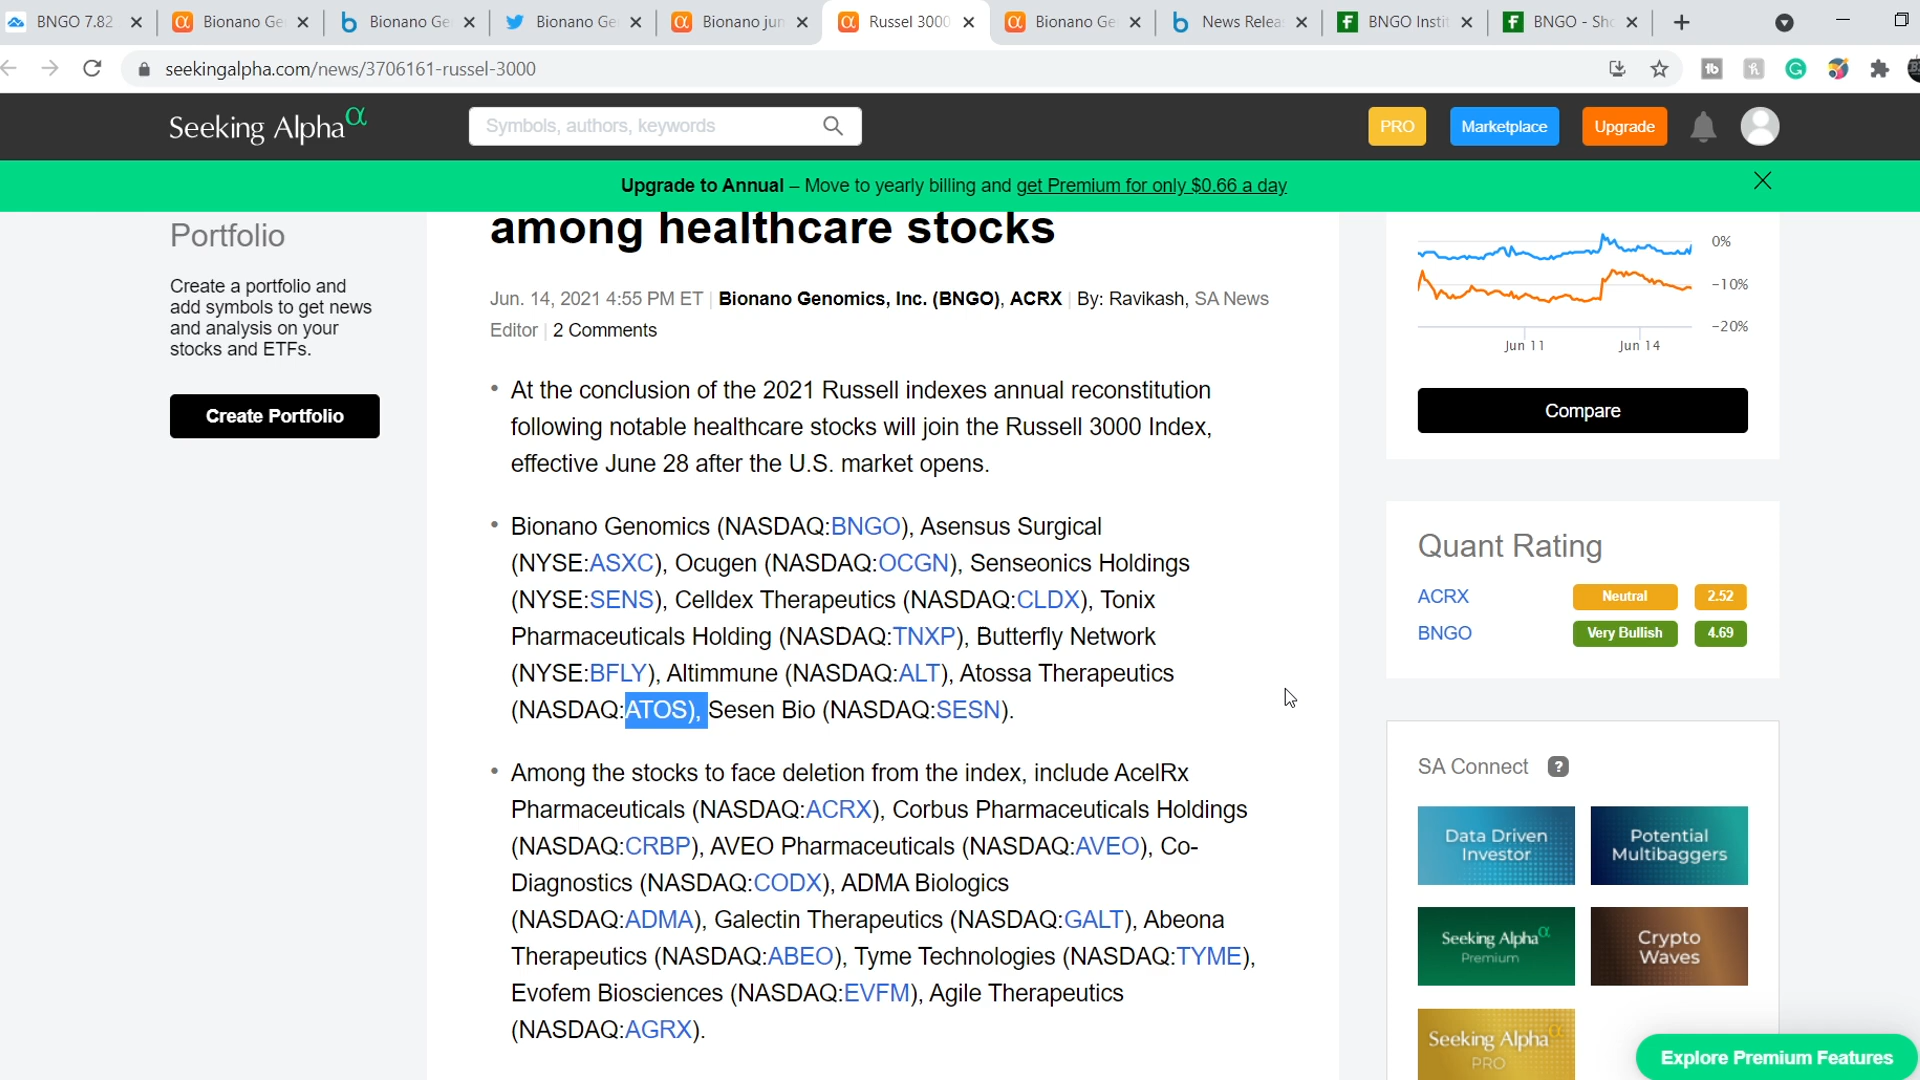 BNGO 7.82
Bionano Ge
Bionano Ge
Bionano Ge
Bionano jun
Russel 3000
Bionano Ge
News Relea
BNGO Instit
BNGO - Sho
seekingalpha.com/news/3706161-russel-3000
Seeking Alpha α
Symbols, authors, keywords
PRO
Marketplace
Upgrade
Upgrade to Annual – Move to yearly billing and get Premium for only $0.66 a day
Portfolio
Create a portfolio and
add symbols to get news
and analysis on your
stocks and ETFs.
Create Portfolio
among healthcare stocks
Jun. 14, 2021 4:55 PM ET | Bionano Genomics, Inc. (BNGO), ACRX | By: Ravikash, SA News
Editor | 2 Comments
• At the conclusion of the 2021 Russell indexes annual reconstitution
following notable healthcare stocks will join the Russell 3000 Index,
effective June 28 after the U.S. market opens.
• Bionano Genomics (NASDAQ:BNGO), Asensus Surgical
(NYSE:ASXC), Ocugen (NASDAQ:OCGN), Senseonics Holdings
(NYSE:SENS), Celldex Therapeutics (NASDAQ:CLDX), Tonix
Pharmaceuticals Holding (NASDAQ:TNXP), Butterfly Network
(NYSE:BFLY), Altimmune (NASDAQ:ALT), Atossa Therapeutics
(NASDAQ:ATOS), Sesen Bio (NASDAQ:SESN).
• Among the stocks to face deletion from the index, include AcelRx
Pharmaceuticals (NASDAQ:ACRX), Corbus Pharmaceuticals Holdings
(NASDAQ:CRBP), AVEO Pharmaceuticals (NASDAQ:AVEO), Co-
Diagnostics (NASDAQ:CODX), ADMA Biologics
(NASDAQ:ADMA), Galectin Therapeutics (NASDAQ:GALT), Abeona
Therapeutics (NASDAQ:ABEO), Tyme Technologies (NASDAQ:TYME),
Evofem Biosciences (NASDAQ:EVFM), Agile Therapeutics
(NASDAQ:AGRX).
0%
-10%
-20%
Jun 11
Jun 14
Compare
Quant Rating
ACRX Neutral 2.52
BNGO Very Bullish 4.69
SA Connect ?
Data Driven
Investor
Potential
Multibaggers
Seeking Alpha α
Premium
Crypto
Waves
Seeking Alpha α
PRO
Explore Premium Features